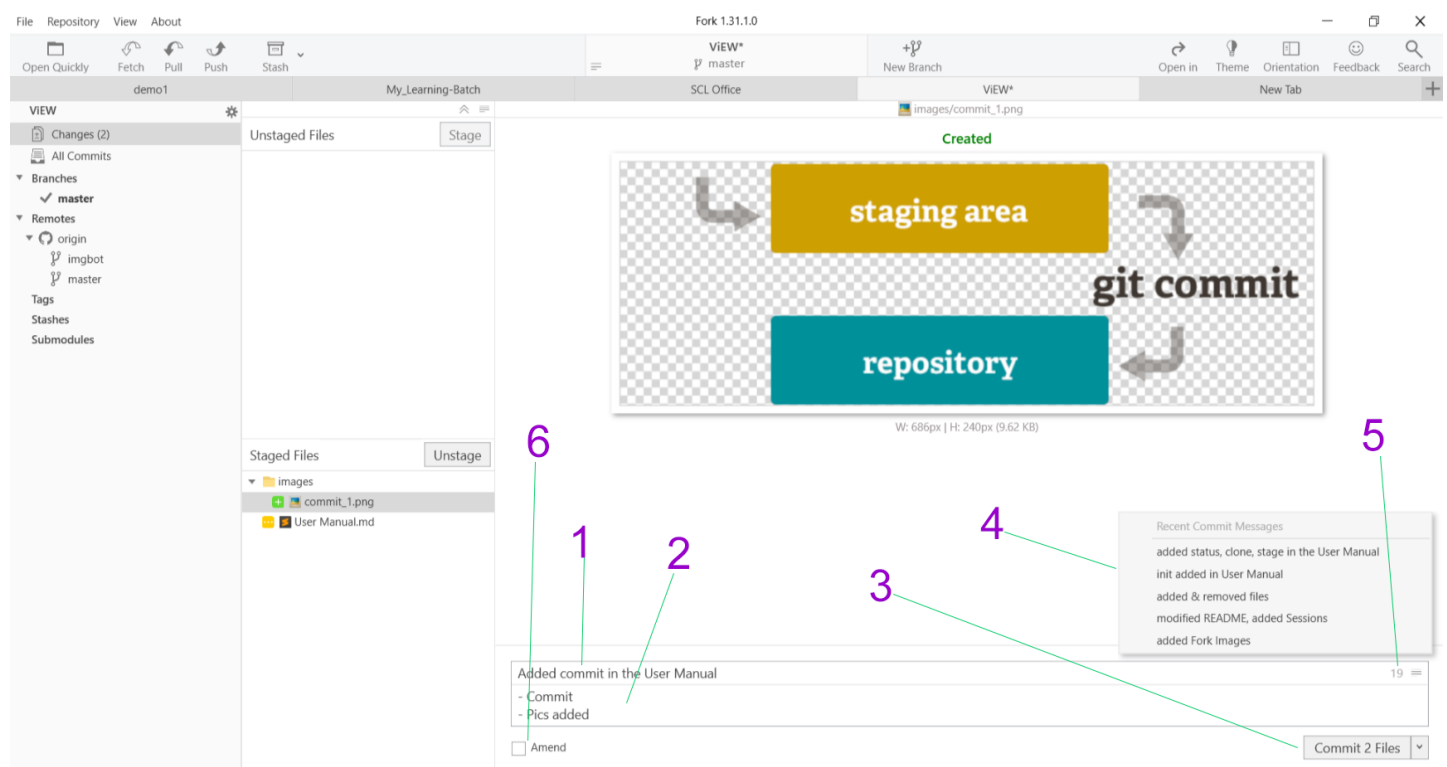 File Repository View About
Fork 1.31.1.0
Open Quickly
Fetch
Pull
Push
Stash
ViEW*
master
New Branch
Open in
Theme
Orientation
Feedback
Search
demo1
My_Learning-Batch
SCL Office
ViEW*
New Tab
ViEW
Changes (2)
All Commits
Branches
master
Remotes
origin
imgbot
master
Tags
Stashes
Submodules
Unstaged Files
Stage
Staged Files
Unstage
images
commit_1.png
User Manual.md
images/commit_1.png
Created
staging area
git commit
repository
W: 686px | H: 240px (9.62 KB)
6
5
1
2
4
3
Recent Commit Messages
added status, clone, stage in the User Manual
init added in User Manual
added & removed files
modified README, added Sessions
added Fork Images
Added commit in the User Manual
19
- Commit
- Pics added
Amend
Commit 2 Files